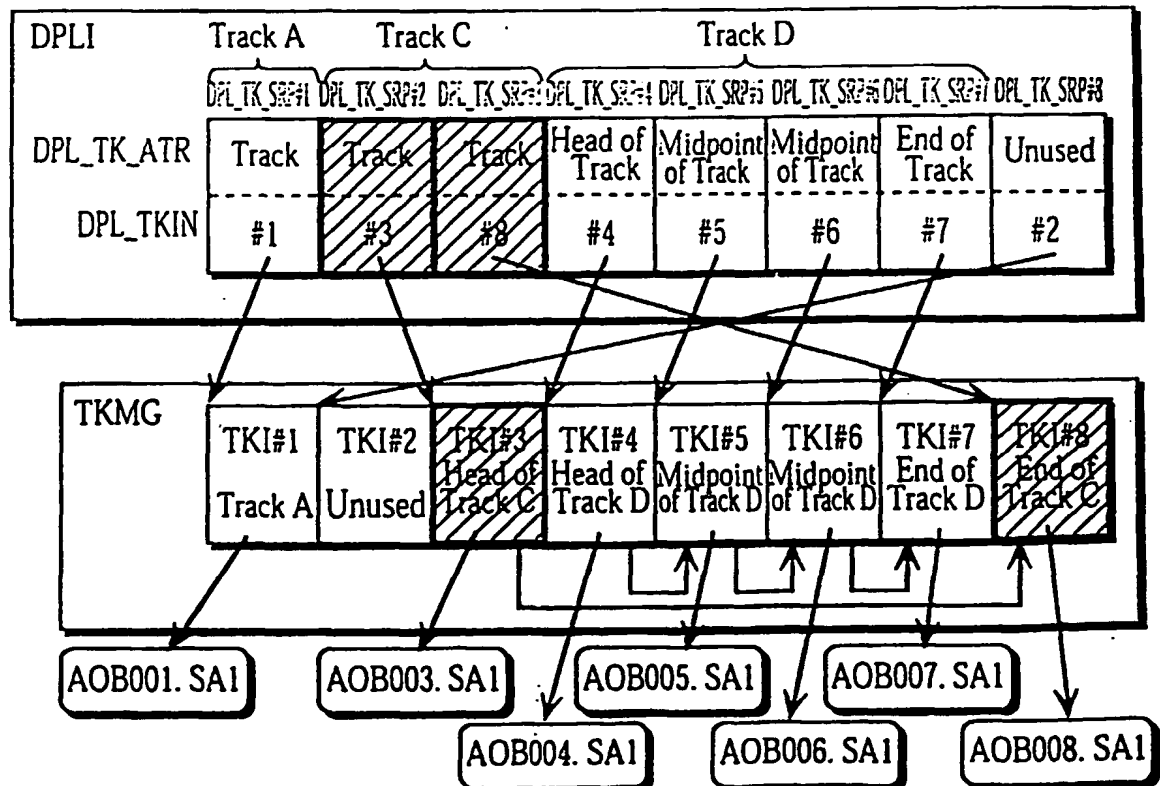 DPLI Track A Track C Track D
DPL_TK_SRP#1 DPL_TK_SRP#2 DPL_TK_SRP#3 DPL_TK_SRP#4 DPL_TK_SRP#5 DPL_TK_SRP#6 DPL_TK_SRP#7 DPL_TK_SRP#8
DPL_TK_ATR
Track
Track
Track
Head of
Track
Midpoint
of Track
Midpoint
of Track
End of
Track
Unused
DPL_TKIN
#1 #3 #8 #4 #5 #6 #7 #2
TKMG
TKI#1
Track A
TKI#2
Unused
TKI#3
Head of
Track C
TKI#4
Head of
Track D
TKI#5
Midpoint
of Track D
TKI#6
Midpoint
of Track D
TKI#7
End of
Track D
TKI#8
End of
Track C
AOB001. SA1
AOB003. SA1
AOB005. SA1
AOB007. SA1
AOB004. SA1
AOB006. SA1
AOB008. SA1